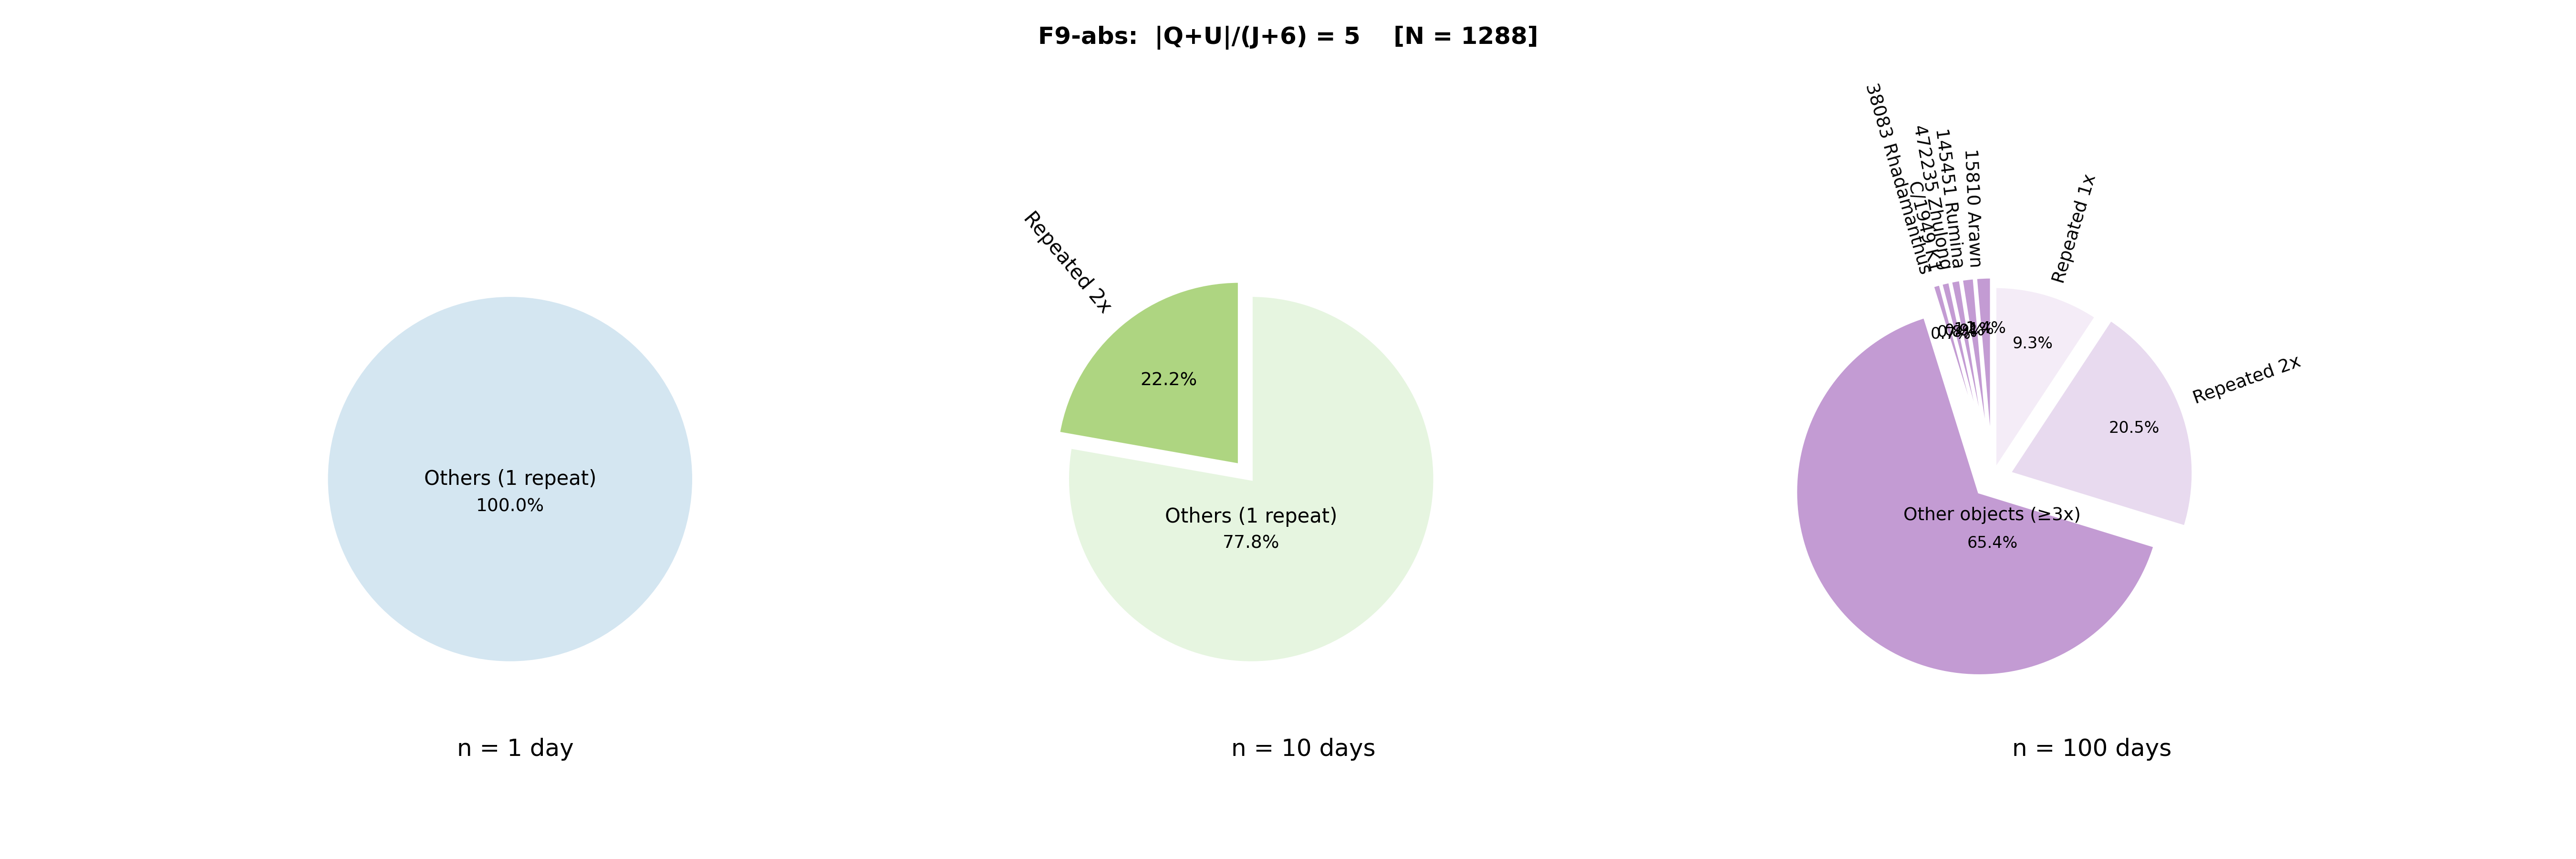 F9-abs:  |Q+U|/(J+6) = 5    [N = 1288]
Others (1 repeat)
100.0%
n = 1 day
Repeated 2x
22.2%
Others (1 repeat)
77.8%
n = 10 days
38083 Rhadamanthus
C/1949 K1
472235 Zhulong
145451 Rumina
15810 Arawn
Repeated 1x
9.3%
Repeated 2x
20.5%
Other objects (≥3x)
65.4%
n = 100 days